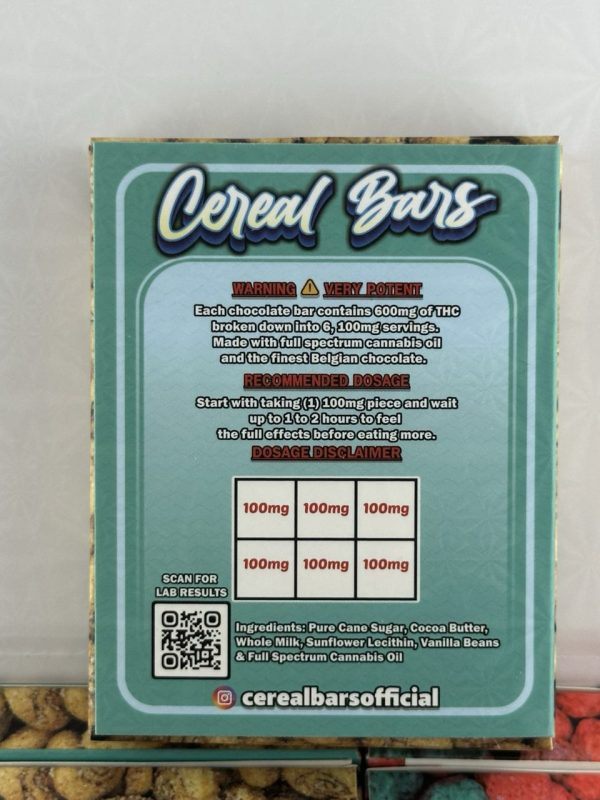 Cereal Bars
WARNING ⚠ VERY POTENT
Each chocolate bar contains 600mg of THC
broken down into 6, 100mg servings.
Made with full spectrum cannabis oil
and the finest Belgian chocolate.
RECOMMENDED DOSAGE
Start with taking (1) 100mg piece and wait
up to 1 to 2 hours to feel
the full effects before eating more.
DOSAGE DISCLAIMER
100mg 100mg 100mg
100mg 100mg 100mg
SCAN FOR
LAB RESULTS
Ingredients: Pure Cane Sugar, Cocoa Butter,
Whole Milk, Sunflower Lecithin, Vanilla Beans
& Full Spectrum Cannabis Oil
cerealbarsofficial